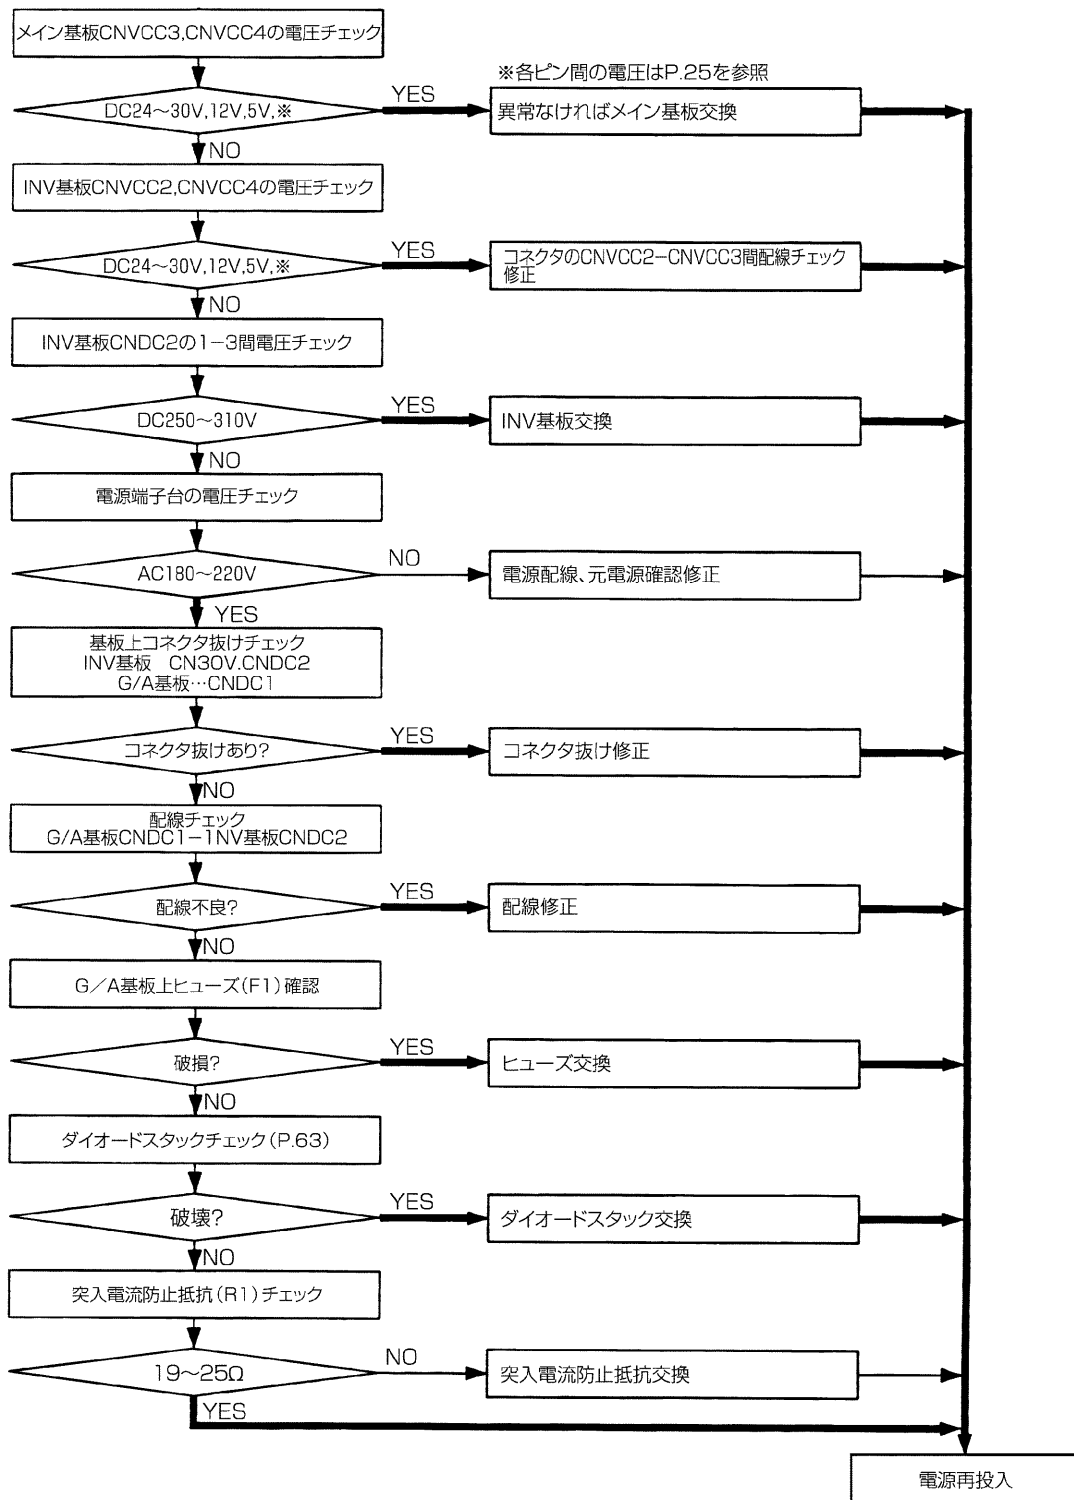 メイン基板CNVCC3,CNVCC4の電圧チェック
※各ピン間の電圧はP.25を参照
DC24～30V,12V,5V,※
YES
異常なければメイン基板交換
NO
INV基板CNVCC2,CNVCC4の電圧チェック
DC24～30V,12V,5V,※
YES
コネクタのCNVCC2-CNVCC3間配線チェック
修正
NO
INV基板CNDC2の1-3間電圧チェック
DC250～310V
YES
INV基板交換
NO
電源端子台の電圧チェック
AC180～220V
NO
電源配線、元電源確認修正
YES
基板上コネクタ抜けチェック
INV基板 CN30V.CNDC2
G/A基板…CNDC1
コネクタ抜けあり?
YES
コネクタ抜け修正
NO
配線チェック
G/A基板CNDC1-1NV基板CNDC2
配線不良?
YES
配線修正
NO
G/A基板上ヒューズ(F1)確認
破損?
YES
ヒューズ交換
NO
ダイオードスタックチェック(P.63)
破壊?
YES
ダイオードスタック交換
NO
突入電流防止抵抗(R1)チェック
19～25Ω
NO
突入電流防止抵抗交換
YES
電源再投入